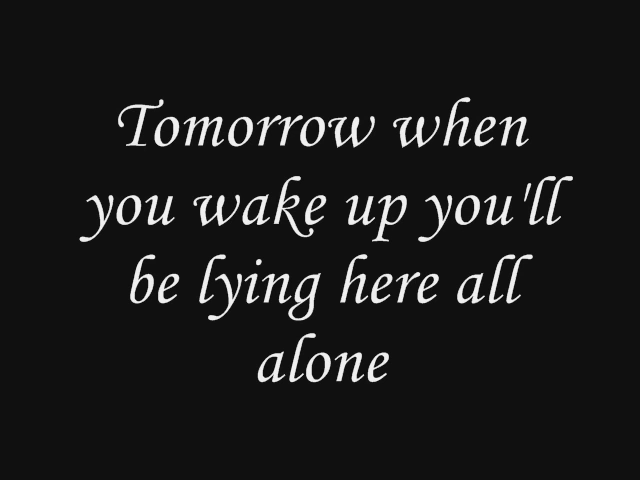 Tomorrow when
you wake up you'll
be lying here all
alone